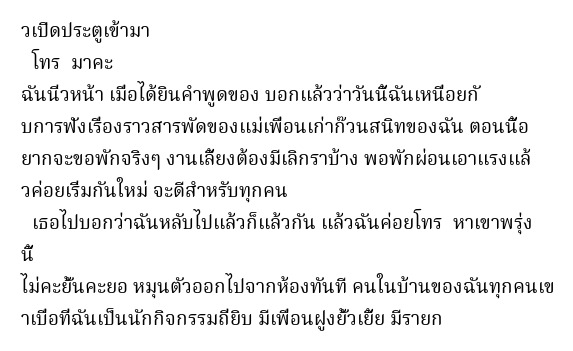 วเปิดประตูเข้ามา
โทร มาคะ
ฉันนิ่วหน้า เมื่อได้ยินคำพูดของ บอกแล้วว่าวันนี้ฉันเหนื่อยกั
บการฟังเรื่องราวสารพัดของแม่เพื่อนเก่าก๊วนสนิทของฉัน ตอนนี้อ
ยากจะขอพักจริงๆ งานเลี้ยงต้องมีเลิกราบ้าง พอพักผ่อนเอาแรงแล้
วค่อยเริ่มกันใหม่ จะดีสำหรับทุกคน
เธอไปบอกว่าฉันหลับไปแล้วก็แล้วกัน แล้วฉันค่อยโทร หาเขาพรุ่ง
นี้
ไม่คะยั้นคะยอ หมุนตัวออกไปจากห้องทันที คนในบ้านของฉันทุกคนเข
าเบื่อที่ฉันเป็นนักกิจกรรมถี่ยิบ มีเพื่อนฝูงยั้วเยี้ย มีรายก